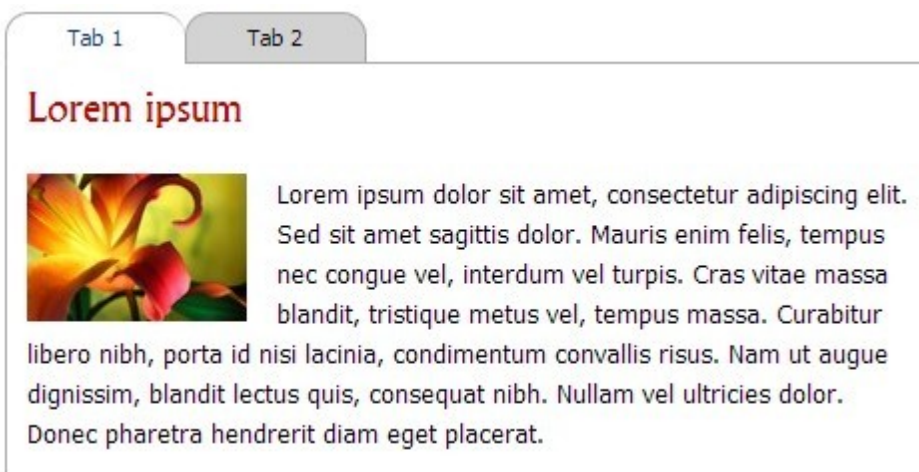 Tab 1
Tab 2
Lorem ipsum
Lorem ipsum dolor sit amet, consectetur adipiscing elit.
Sed sit amet sagittis dolor. Mauris enim felis, tempus
nec congue vel, interdum vel turpis. Cras vitae massa
blandit, tristique metus vel, tempus massa. Curabitur
libero nibh, porta id nisi lacinia, condimentum convallis risus. Nam ut augue
dignissim, blandit lectus quis, consequat nibh. Nullam vel ultricies dolor.
Donec pharetra hendrerit diam eget placerat.